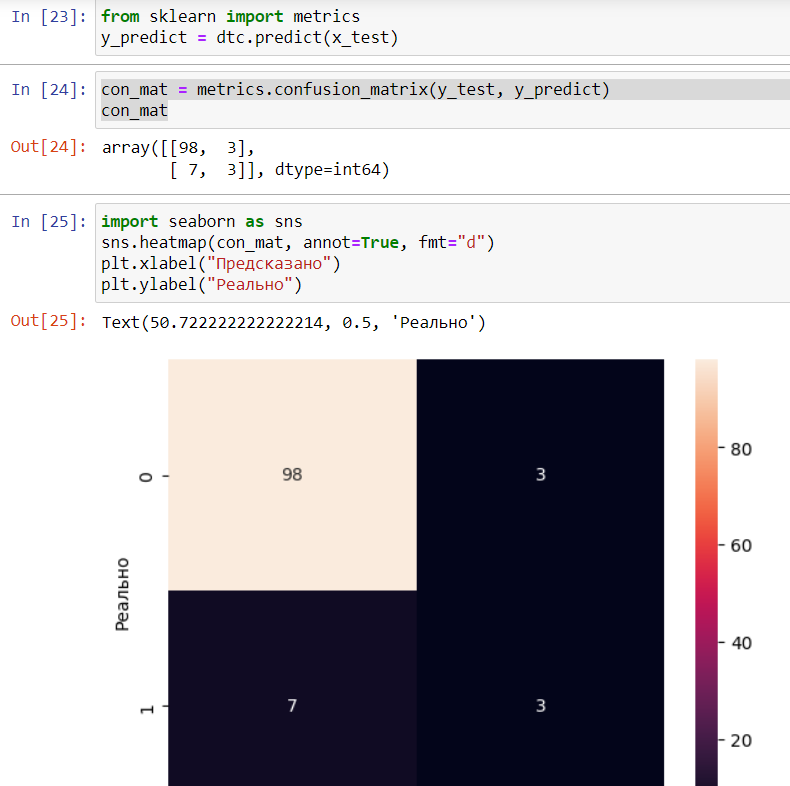 In [23]: from sklearn import metrics
y_predict = dtc.predict(x_test)
In [24]: con_mat = metrics.confusion_matrix(y_test, y_predict)
con_mat
Out[24]: array([[98,  3],
[ 7,  3]], dtype=int64)
In [25]: import seaborn as sns
sns.heatmap(con_mat, annot=True, fmt="d")
plt.xlabel("Предсказано")
plt.ylabel("Реально")
Out[25]: Text(50.722222222222214, 0.5, 'Реально')
80
0 98 3
60
Реально
40
1 7 3
20